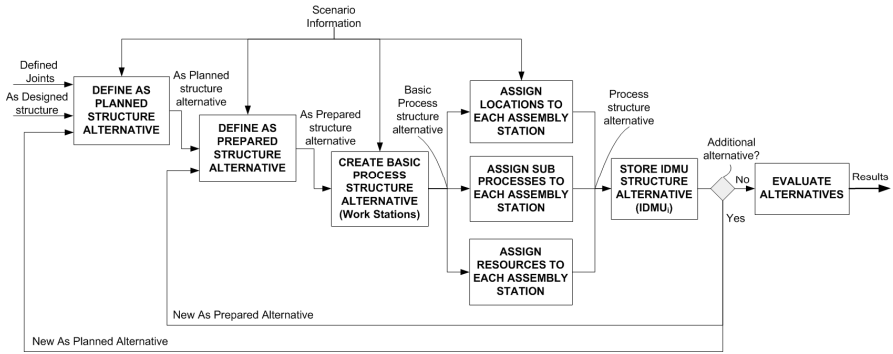 Scenario
Information
Defined
Joints
As Designed
structure
DEFINE AS
PLANNED
STRUCTURE
ALTERNATIVE
As Planned
structure
alternative
DEFINE AS
PREPARED
STRUCTURE
ALTERNATIVE
As Prepared
structure
alternative
CREATE BASIC
PROCESS
STRUCTURE
ALTERNATIVE
(Work Stations)
Basic
Process
structure
alternative
ASSIGN
LOCATIONS TO
EACH ASSEMBLY
STATION
ASSIGN SUB
PROCESSES TO
EACH ASSEMBLY
STATION
ASSIGN
RESOURCES TO
EACH ASSEMBLY
STATION
Process
structure
alternative
STORE IDMU
STRUCTURE
ALTERNATIVE
(IDMUi)
Additional
alternative?
No
Yes
EVALUATE
ALTERNATIVES
Results
New As Prepared Alternative
New As Planned Alternative